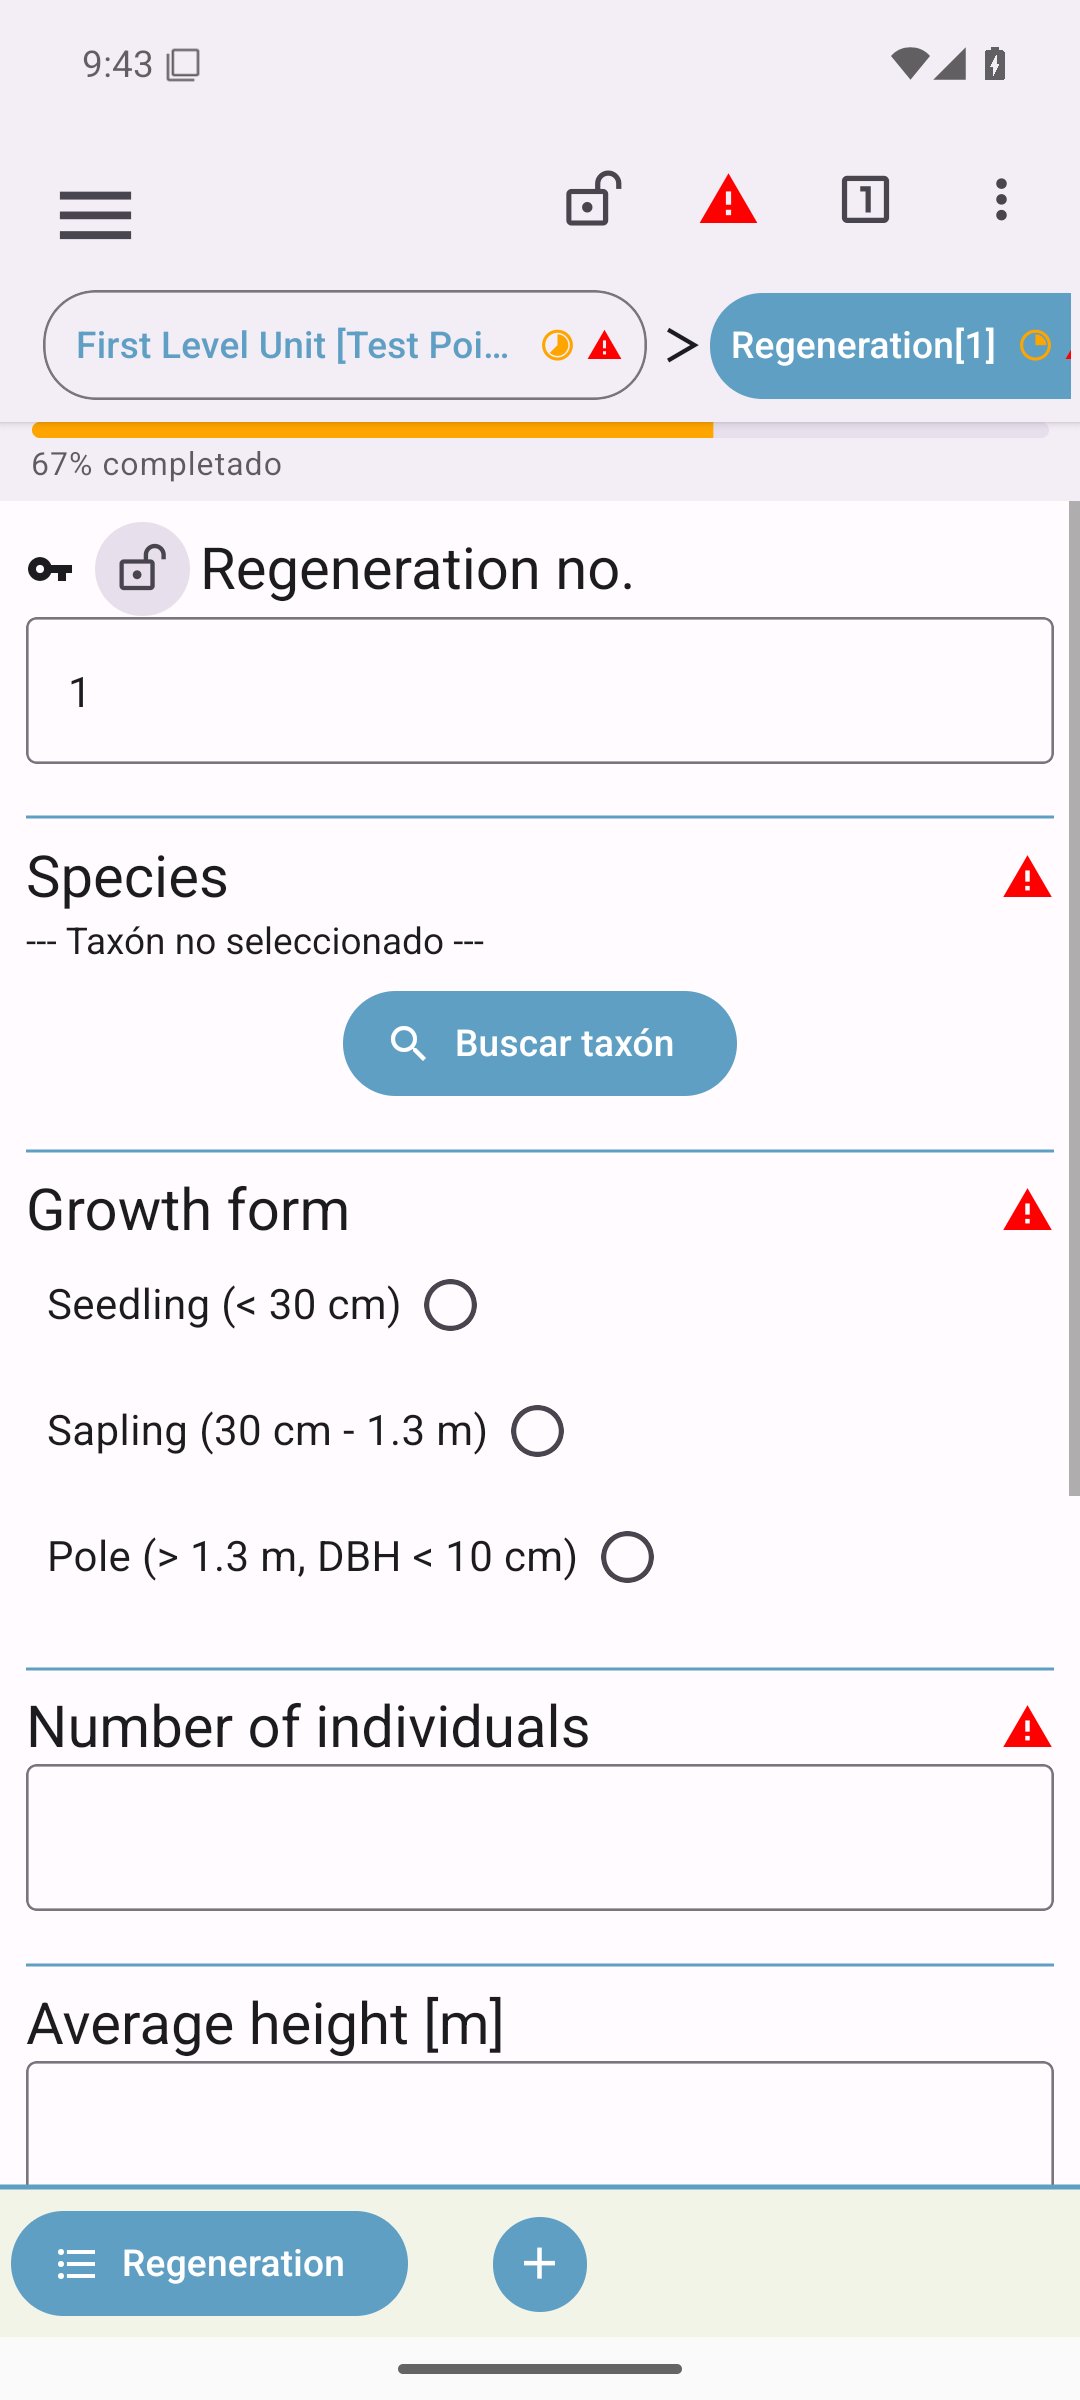 9:43
1
First Level Unit [Test Poi... > Regeneration[1]
67% completado
Regeneration no.
1
Species
--- Taxón no seleccionado ---
Buscar taxón
Growth form
Seedling (< 30 cm)
Sapling (30 cm - 1.3 m)
Pole (> 1.3 m, DBH < 10 cm)
Number of individuals
Average height [m]
Regeneration